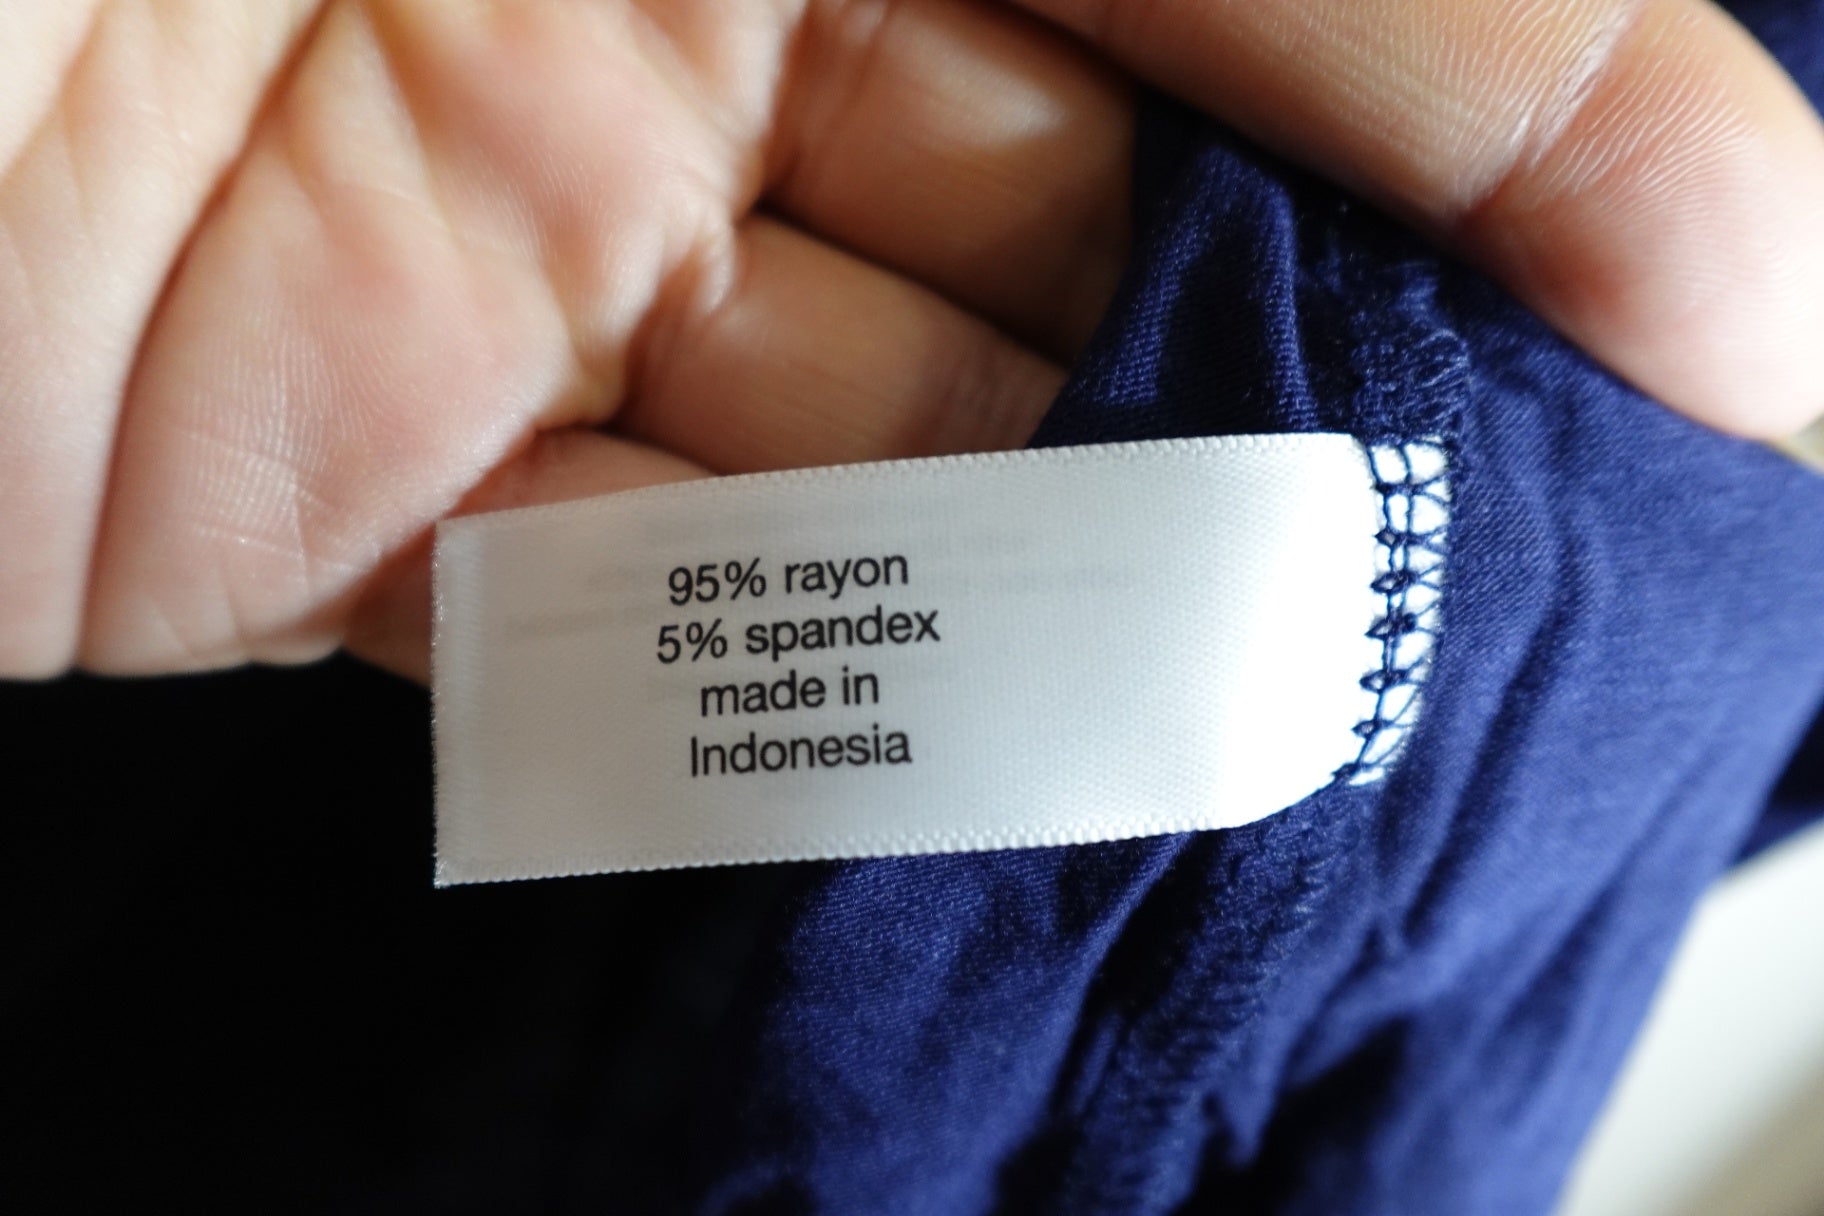 95% rayon
5% spandex
made in
Indonesia